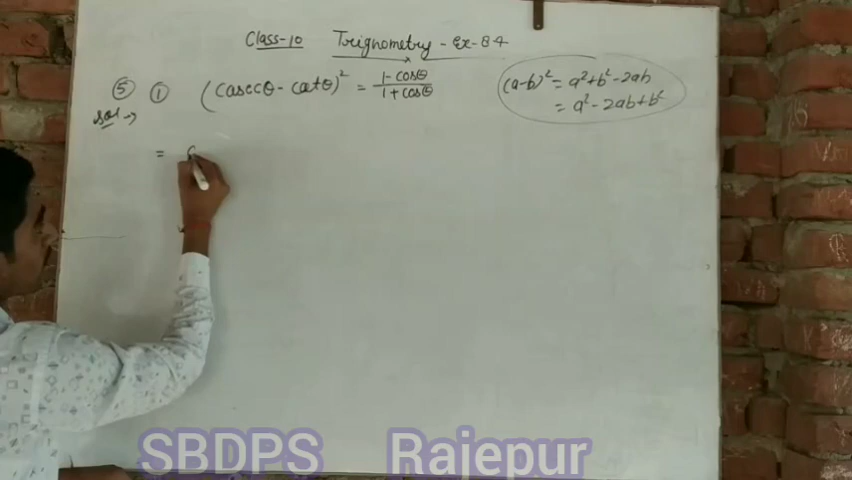 Class-10 Trignometry - Ex-8.4
⑤ ① (cosecθ - cotθ)² = (1 - cosθ)/(1 + cosθ)
Sol →
(a-b)² = a² + b² - 2ab
= a² - 2ab + b²
= 
SBDPS Rajepur